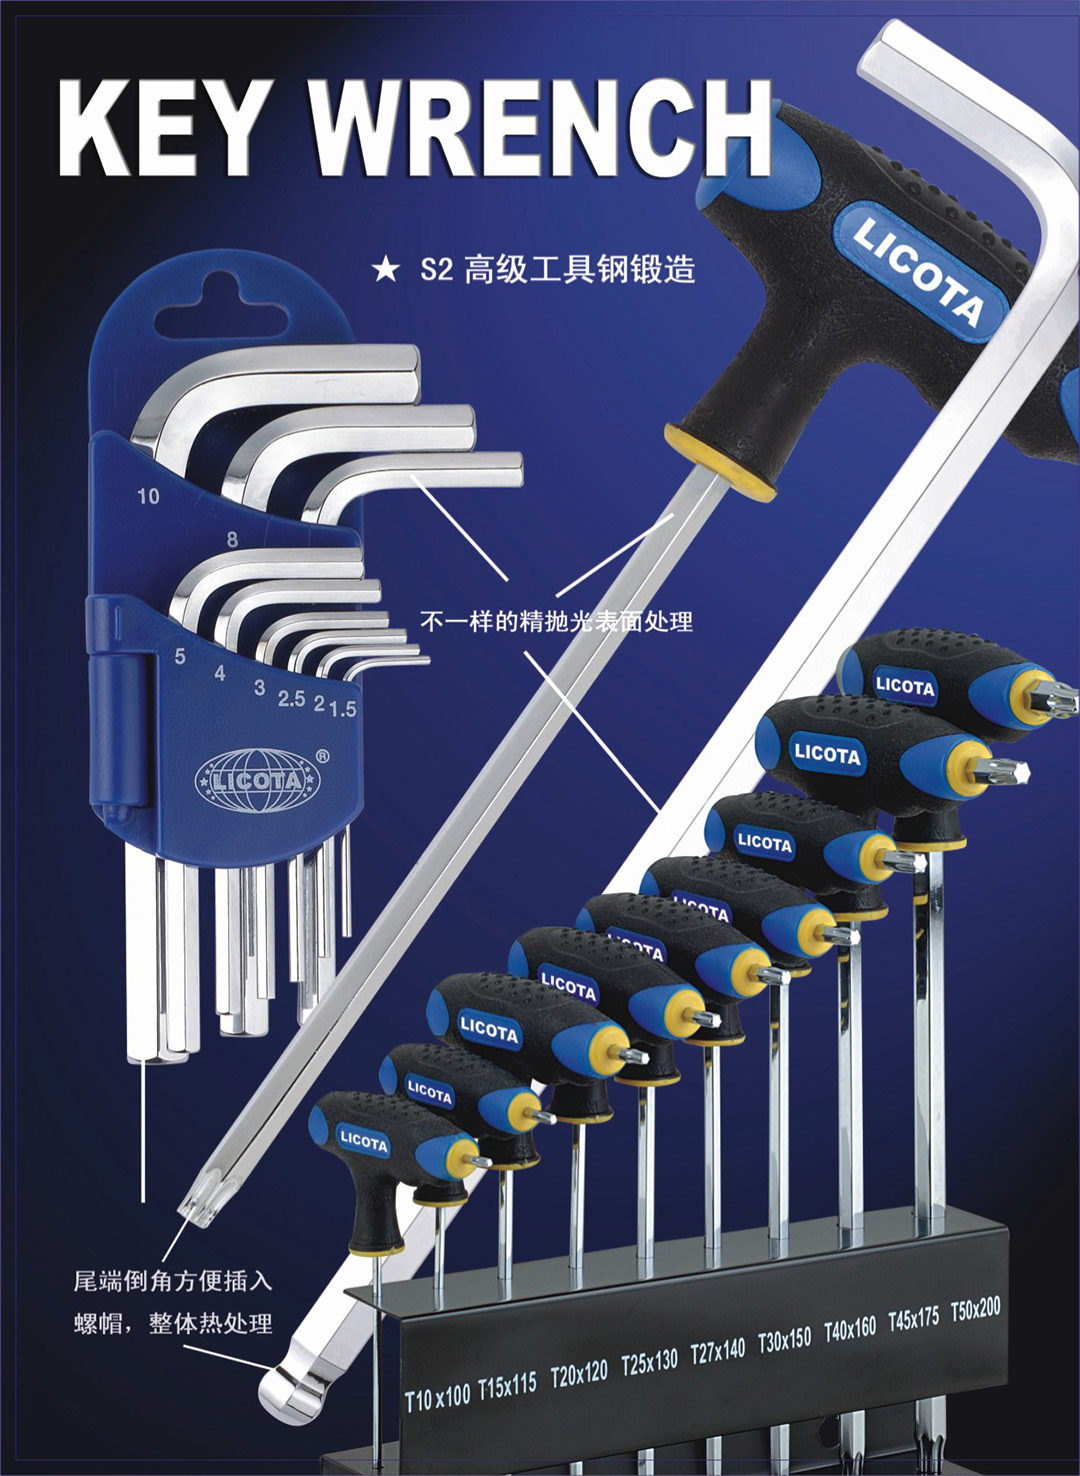 KEY WRENCH
★ S2 高级工具钢锻造
LICOTA
10
8
不一样的精抛光表面处理
5
4
3
2.5
2
1.5
LICOTA®
LICOTA
LICOTA
LICOTA
LICOTA
LICOTA
LICOTA
LICOTA
LICOTA
LICOTA
尾端倒角方便插入
螺帽，整体热处理
T10x100 T15x115 T20x120 T25x130 T27x140 T30x150 T40x160 T45x175 T50x200